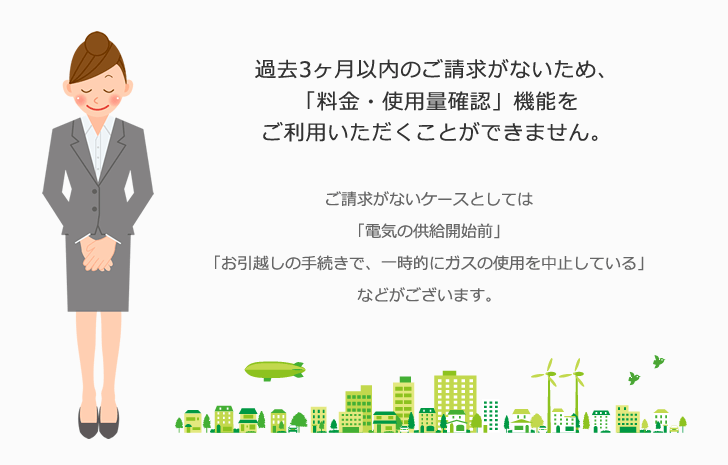 過去3ヶ月以内のご請求がないため、
「料金・使用量確認」機能を
ご利用いただくことができません。
ご請求がないケースとしては
「電気の供給開始前」
「お引越しの手続きで、一時的にガスの使用を中止している」
などがございます。